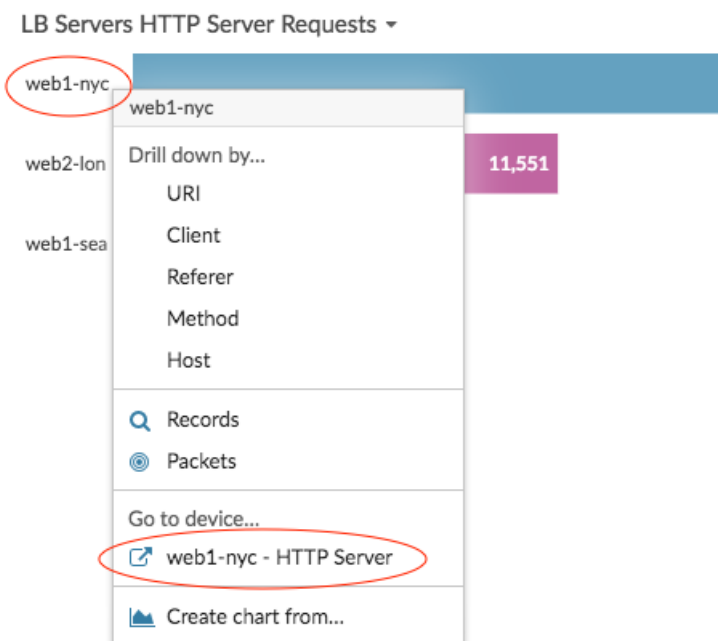 LB Servers HTTP Server Requests
web1-nyc
web1-nyc
Drill down by...
web2-lon
11,551
URI
Client
web1-sea
Referer
Method
Host
Records
Packets
Go to device...
web1-nyc - HTTP Server
Create chart from...